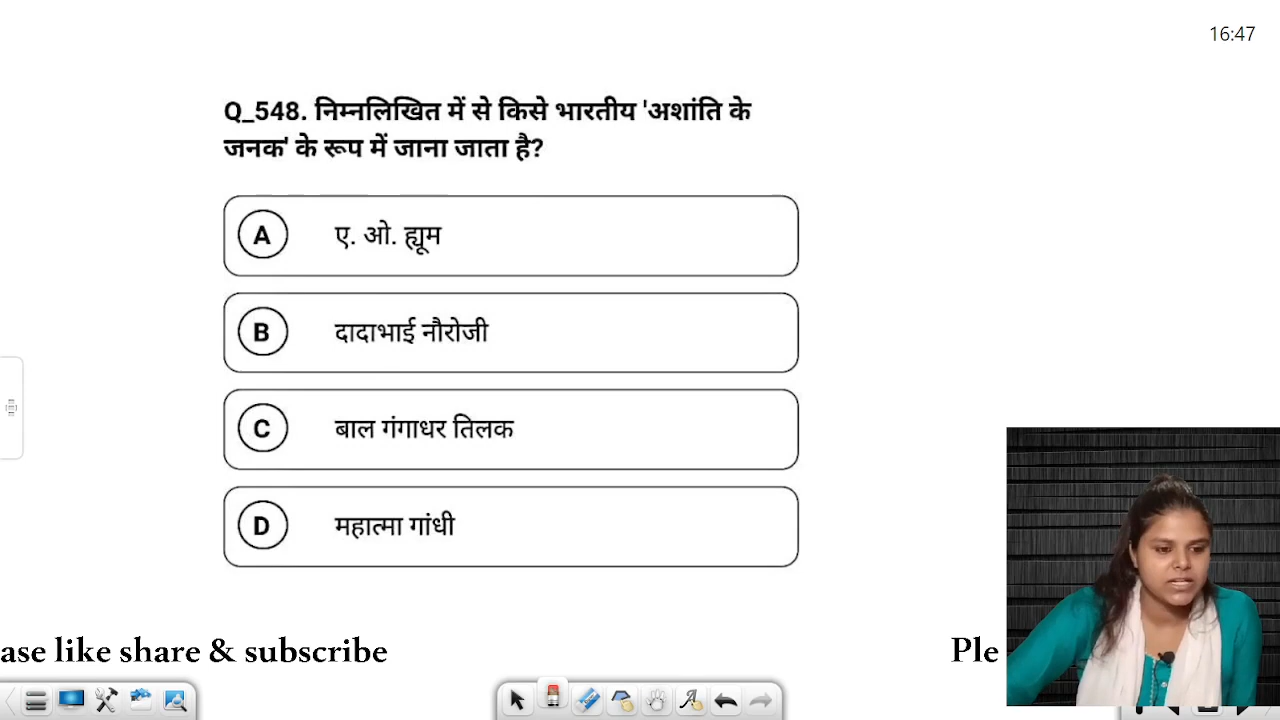 16:47
Q_548. निम्नलिखित में से किसे भारतीय 'अशांति के
जनक' के रूप में जाना जाता है?
A ए. ओ. ह्यूम
B दादाभाई नौरोजी
C बाल गंगाधर तिलक
D महात्मा गांधी
ase like share & subscribe Ple